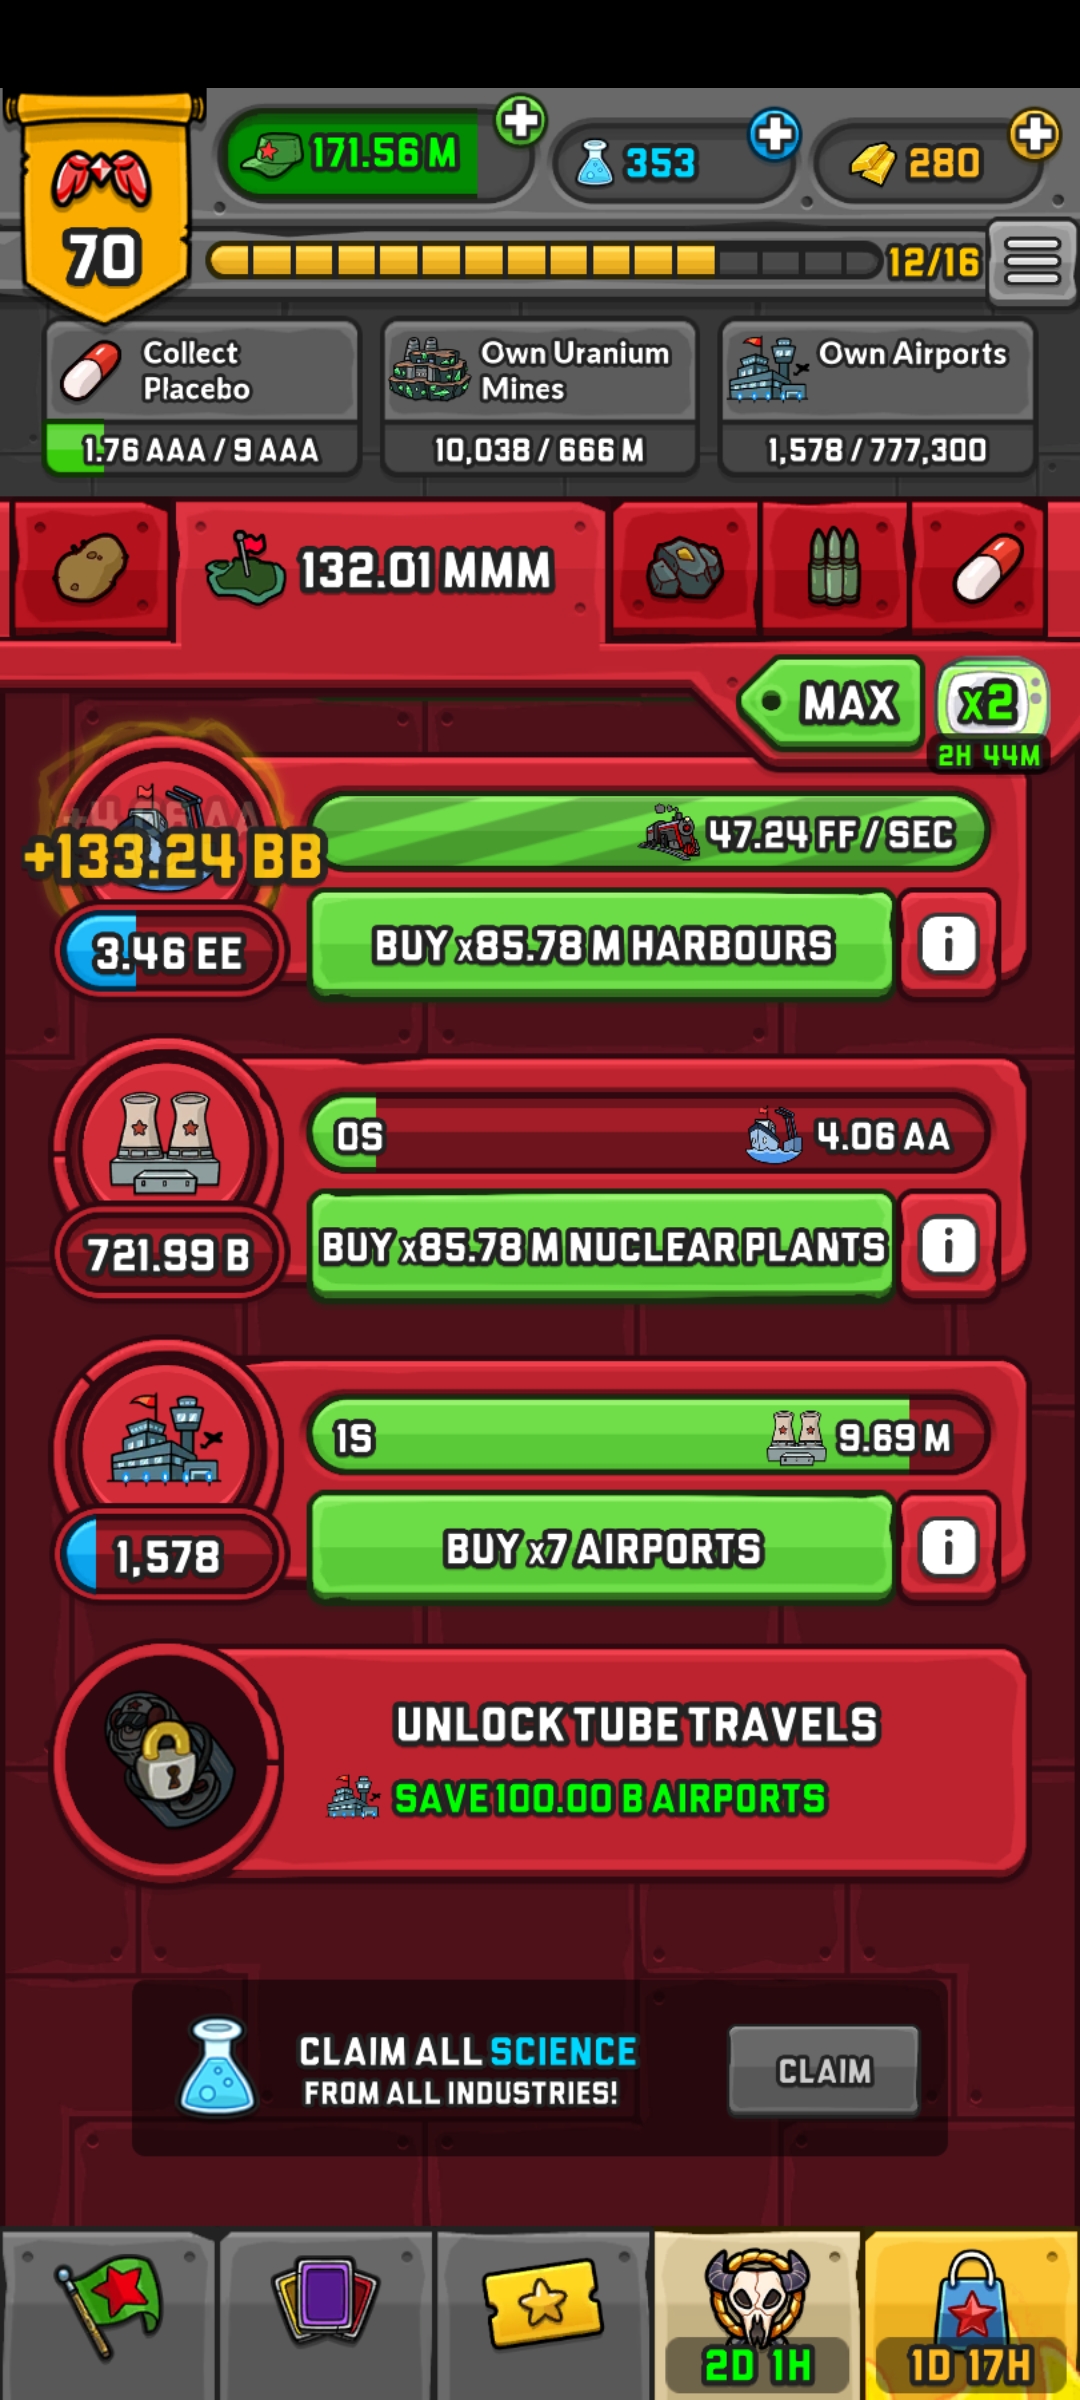 171.56 M
353
280
70
12/16
Collect
Placebo
1.76 AAA / 9 AAA
Own Uranium
Mines
10,038 / 666 M
Own Airports
1,578 / 777,300
132.01 MMM
MAX
x2
2H 44M
+4.06 AA
+133.24 BB
47.24 FF / SEC
3.46 EE
BUY x85.78 M HARBOURS
i
0S
4.06 AA
721.99 B
BUY x85.78 M NUCLEAR PLANTS
i
1S
9.69 M
1,578
BUY x7 AIRPORTS
i
UNLOCK TUBE TRAVELS
SAVE 100.00 B AIRPORTS
CLAIM ALL SCIENCE
FROM ALL INDUSTRIES!
CLAIM
2D 1H
1D 17H